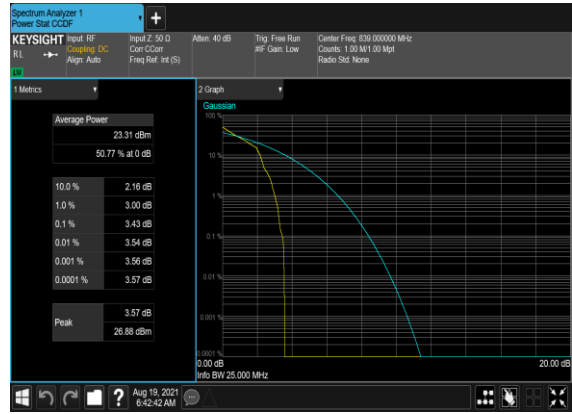 Spectrum Analyzer 1
Power Stat CCDF
+
KEYSIGHT
RL
Input: RF
Coupling: DC
Align: Auto
Input Z: 50 Ω
Corr CCorr
Freq Ref: Int (S)
Atten: 40 dB
Trig: Free Run
#IF Gain: Low
Center Freq: 839.000000 MHz
Counts: 1.00 M/1.00 Mpt
Radio Std: None
1 Metrics
Average Power
23.31 dBm
50.77 % at 0 dB
10.0 % 2.16 dB
1.0 % 3.00 dB
0.1 % 3.43 dB
0.01 % 3.54 dB
0.001 % 3.56 dB
0.0001 % 3.57 dB
Peak
3.57 dB
26.88 dBm
2 Graph
Gaussian
100 %
10 %
1 %
0.1 %
0.01 %
0.001 %
0.0001 %
0.00 dB
20.00 dB
Info BW 25.000 MHz
?
Aug 19, 2021
6:42:42 AM